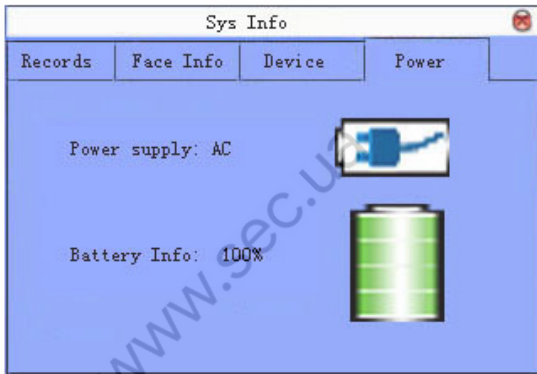 Sys Info
Records Face Info Device Power
Power supply: AC
Battery Info: 100%
www.sec.ua